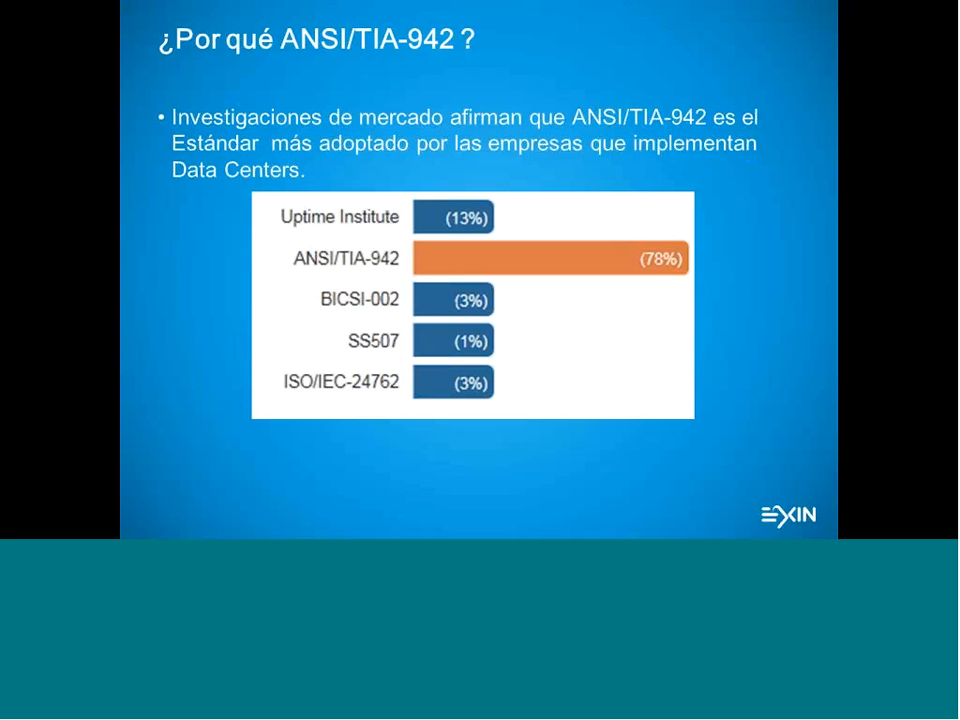 ¿Por qué ANSI/TIA-942 ?
• Investigaciones de mercado afirman que ANSI/TIA-942 es el
Estándar más adoptado por las empresas que implementan
Data Centers.
Uptime Institute (13%)
ANSI/TIA-942 (78%)
BICSI-002 (3%)
SS507 (1%)
ISO/IEC-24762 (3%)
EXIN